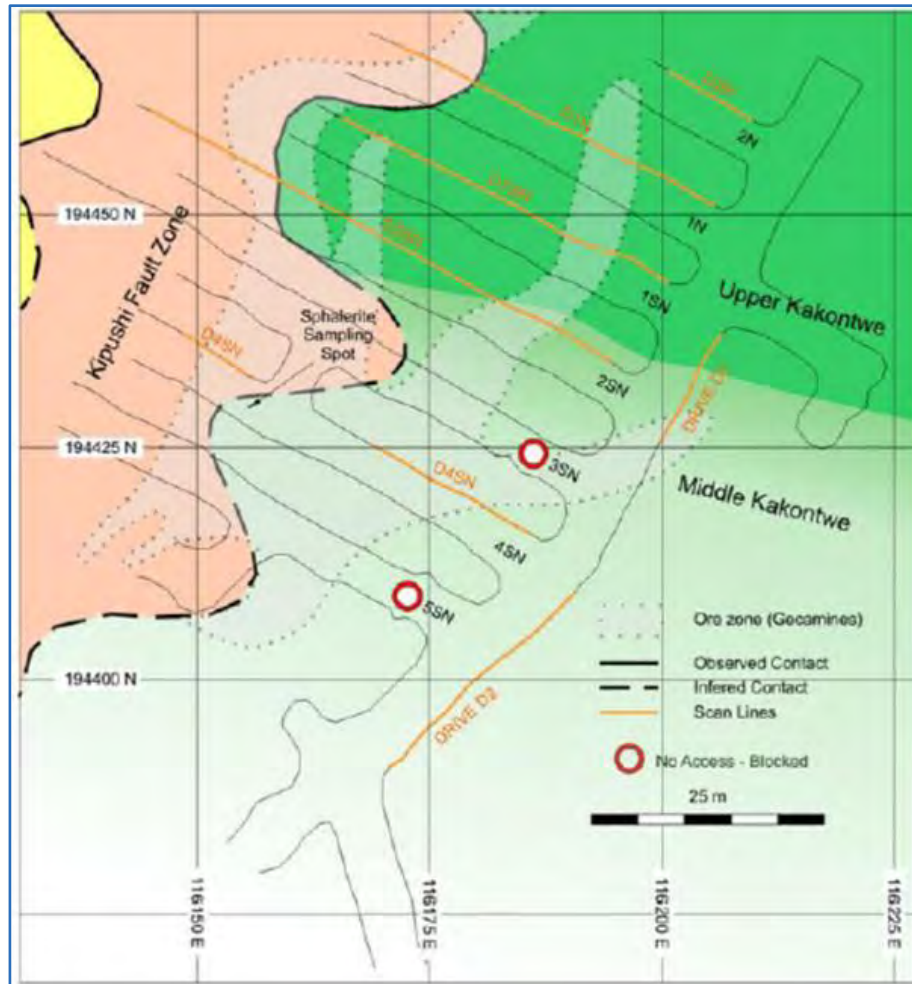 D2N
2N
1N
194450 N
Kipushi Fault Zone
1SN
Upper Kakontwe
Sphalerite
Sampling
Spot
D4SN
2SN
194425 N
3SN
D4SN
Middle Kakontwe
4SN
5SN
Ore zone (Gecamines)
Observed Contact
194400 N
Infered Contact
Scan Lines
DRIVE D2
No Access - Blocked
25 m
116150 E
116175 E
116200 E
116225 E